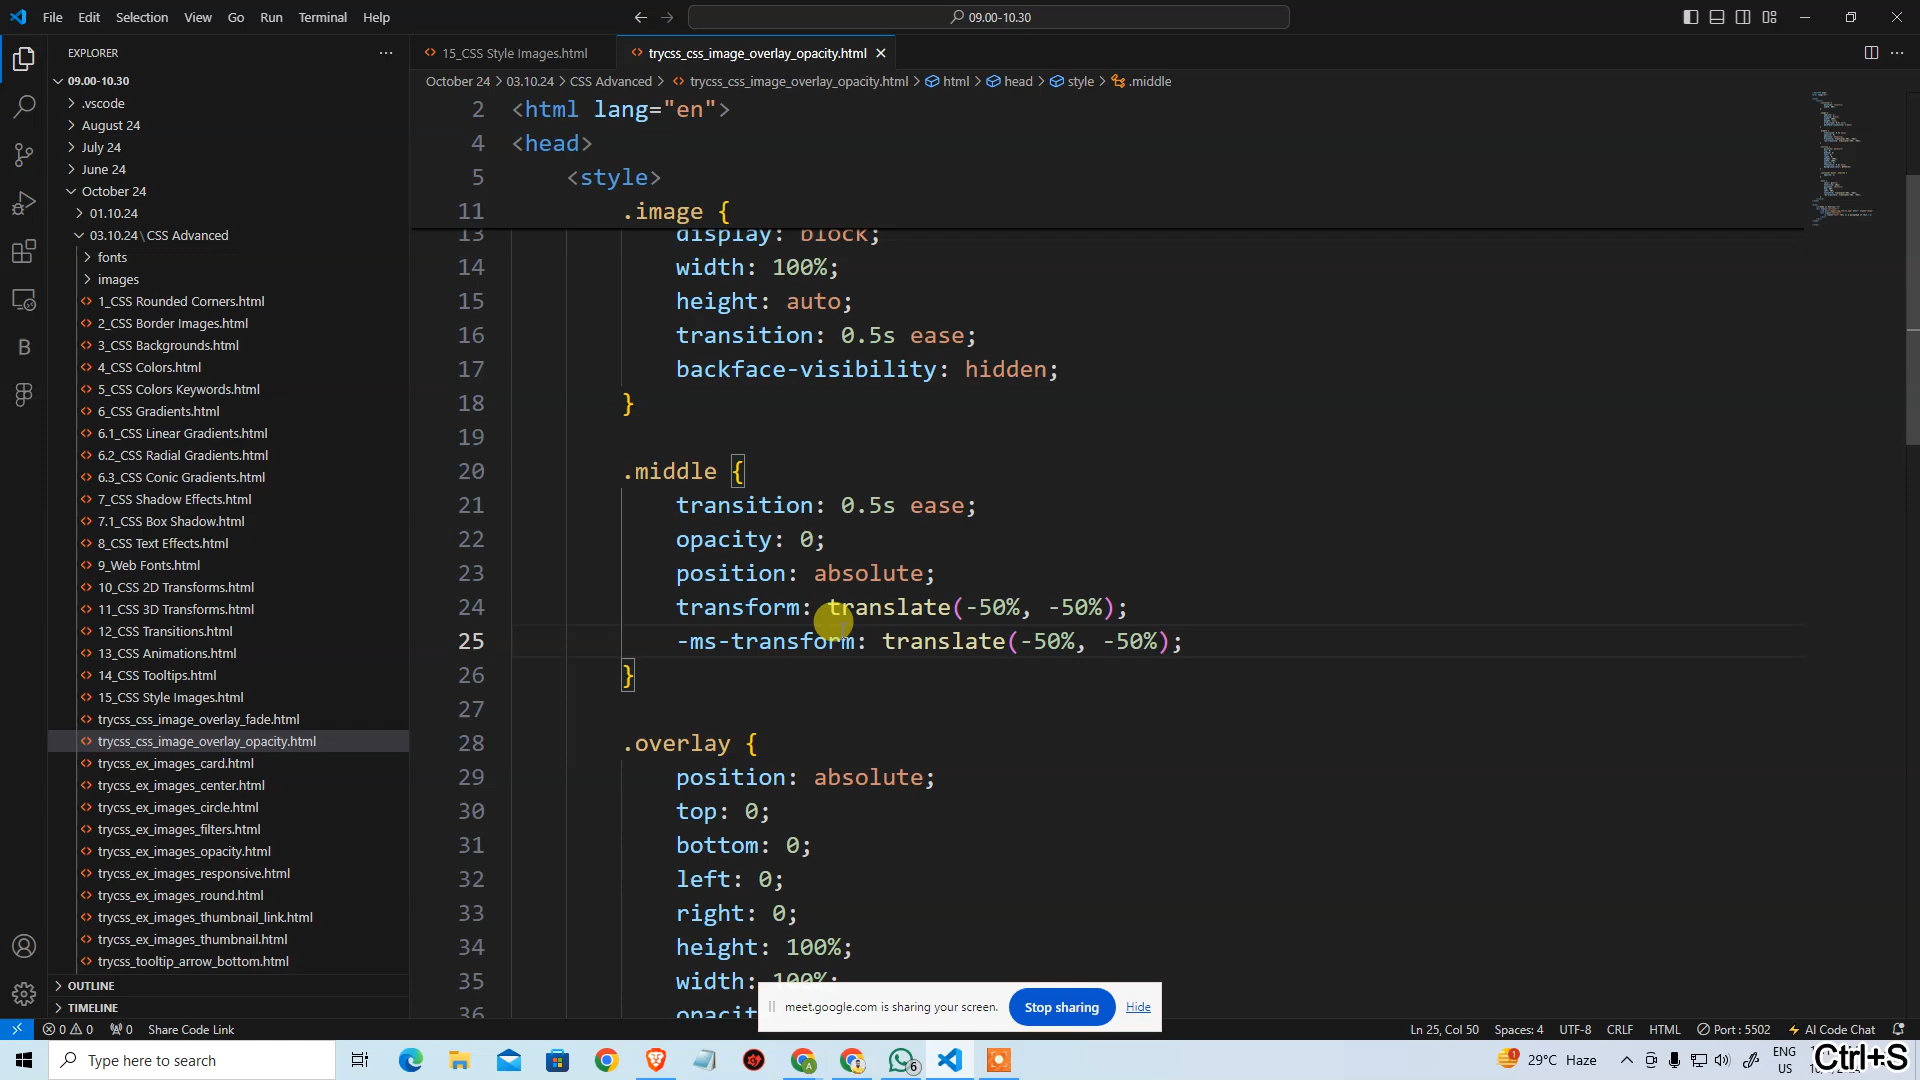 File Edit Selection View Go Run Terminal Help
09.00-10.30
EXPLORER
15_CSS Style Images.html
trycss_css_image_overlay_opacity.html
October 24 > 03.10.24 > CSS Advanced > trycss_css_image_overlay_opacity.html > html > head > style > .middle
09.00-10.30
.vscode
August 24
July 24
June 24
October 24
01.10.24
03.10.24\CSS Advanced
fonts
images
1_CSS Rounded Corners.html
2_CSS Border Images.html
3_CSS Backgrounds.html
4_CSS Colors.html
5_CSS Colors Keywords.html
6_CSS Gradients.html
6.1_CSS Linear Gradients.html
6.2_CSS Radial Gradients.html
6.3_CSS Conic Gradients.html
7_CSS Shadow Effects.html
7.1_CSS Box Shadow.html
8_CSS Text Effects.html
9_Web Fonts.html
10_CSS 2D Transforms.html
11_CSS 3D Transforms.html
12_CSS Transitions.html
13_CSS Animations.html
14_CSS Tooltips.html
15_CSS Style Images.html
trycss_css_image_overlay_fade.html
trycss_css_image_overlay_opacity.html
trycss_ex_images_card.html
trycss_ex_images_center.html
trycss_ex_images_circle.html
trycss_ex_images_filters.html
trycss_ex_images_opacity.html
trycss_ex_images_responsive.html
trycss_ex_images_round.html
trycss_ex_images_thumbnail_link.html
trycss_ex_images_thumbnail.html
trycss_tooltip_arrow_bottom.html
OUTLINE
TIMELINE
2 <html lang="en">
4 <head>
5 <style>
11 .image {
13 display: block;
14 width: 100%;
15 height: auto;
16 transition: 0.5s ease;
17 backface-visibility: hidden;
18 }
19
20 .middle {
21 transition: 0.5s ease;
22 opacity: 0;
23 position: absolute;
24 transform: translate(-50%, -50%);
25 -ms-transform: translate(-50%, -50%);
26 }
27
28 .overlay {
29 position: absolute;
30 top: 0;
31 bottom: 0;
32 left: 0;
33 right: 0;
34 height: 100%;
35 width: 100%;
36
meet.google.com is sharing your screen. Stop sharing Hide
0 0 0 Share Code Link
Ln 25, Col 50 Spaces: 4 UTF-8 CRLF HTML Port : 5502 AI Code Chat
Type here to search
6
1
29°C Haze
ENG
US
Ctrl+S